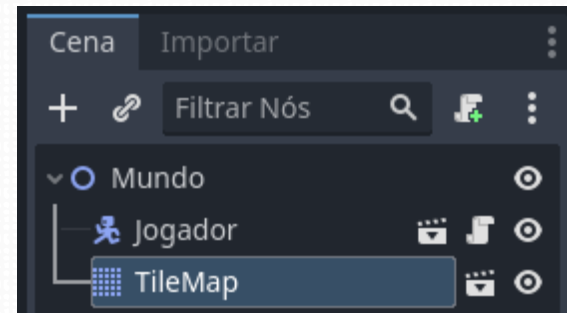 Cena Importar
Filtrar Nós
Mundo
Jogador
TileMap